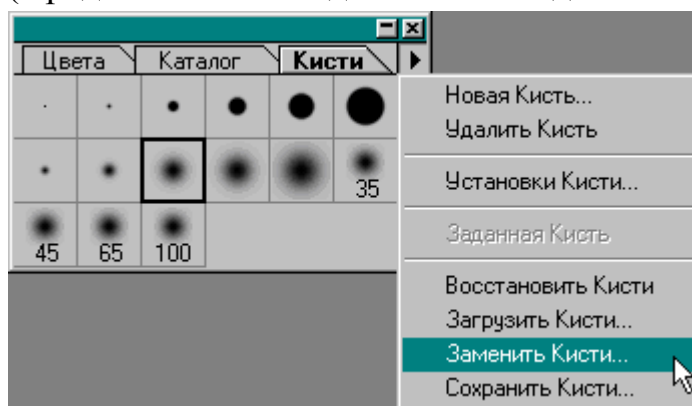 Цвета Каталог Кисти
Новая Кисть...
Удалить Кисть
35
Установки Кисти...
45 65 100
Заданная Кисть
Восстановить Кисти
Загрузить Кисти...
Заменить Кисти...
Сохранить Кисти...